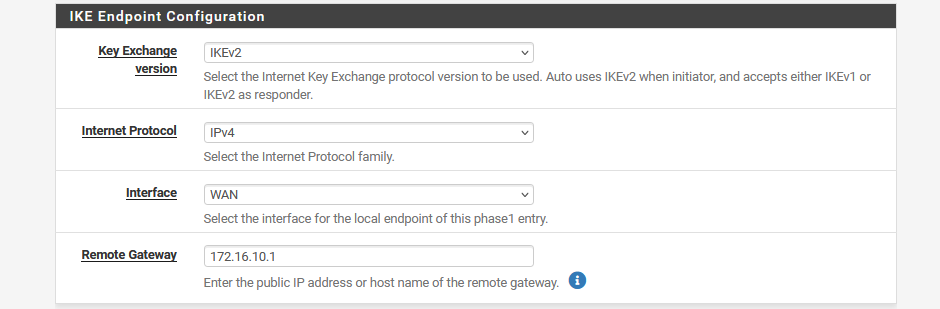 IKE Endpoint Configuration
Key Exchange version
IKEv2
Select the Internet Key Exchange protocol version to be used. Auto uses IKEv2 when initiator, and accepts either IKEv1 or
IKEv2 as responder.
Internet Protocol
IPv4
Select the Internet Protocol family.
Interface
WAN
Select the interface for the local endpoint of this phase1 entry.
Remote Gateway
172.16.10.1
Enter the public IP address or host name of the remote gateway.